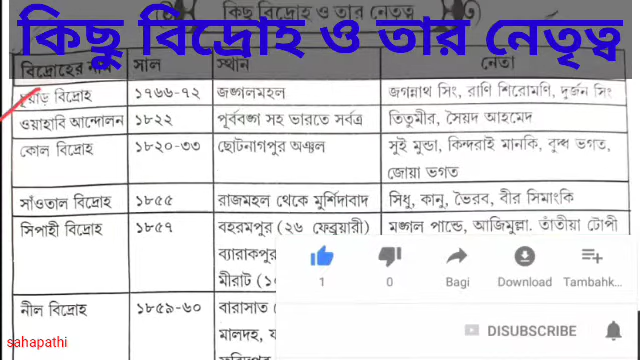 কিছু বিদ্রোহ ও তার নেতৃত্ব
কিছু বিদ্রোহ ও তার নেতৃত্ব
বিদ্রোহের নাম সাল স্থান নেতা
চুয়াড় বিদ্রোহ ১৭৬৬-৭২ জঙ্গলমহল জগন্নাথ সিং, রাণি শিরোমণি, দুর্জন সিং
ওয়াহাবি আন্দোলন ১৮২২ পূর্ববঙ্গ সহ ভারতে সর্বত্র তিতুমীর, সৈয়দ আহমেদ
কোল বিদ্রোহ ১৮২০-৩৩ ছোটনাগপুর অঞ্চল সুই মুন্ডা, কিন্দরাই মানকি, বুদ্ধ ভগত,
জোয়া ভগত
সাঁওতাল বিদ্রোহ ১৮৫৫ রাজমহল থেকে মুর্শিদাবাদ সিধু, কানু, ভৈরব, বীর সিমাংকি
সিপাহী বিদ্রোহ ১৮৫৭ বহরমপুর (২৬ ফেব্রুয়ারী) মঙ্গল পান্ডে, আজিমুল্লা. তাঁতীয়া টোপী
ব্যারাকপুর
মীরাট
1 0 Bagi Download Tambahk...
নীল বিদ্রোহ ১৮৫৯-৬০ বারাসাত
DISUBSCRIBE
মালদহ,
sahapathi
ফরিদপুর